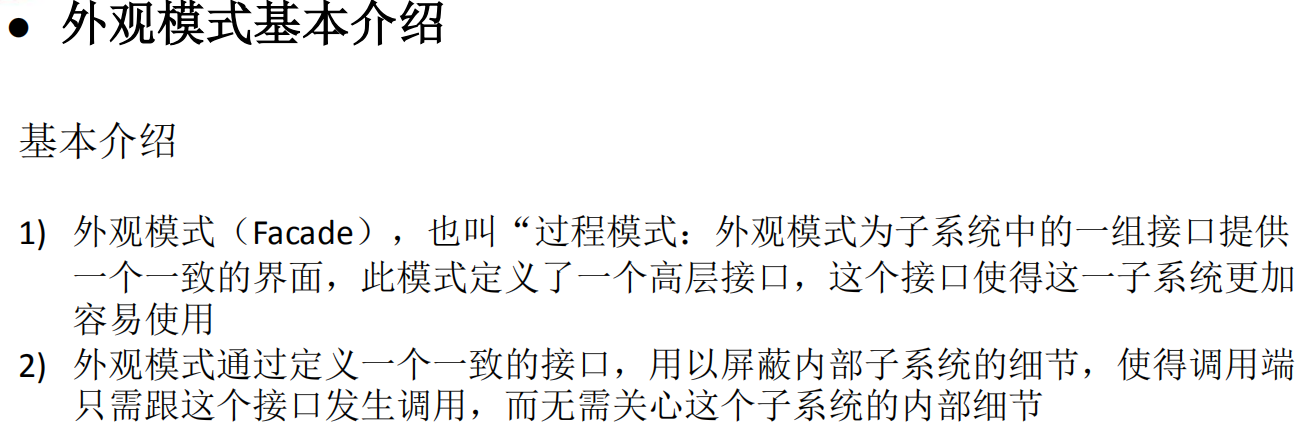 ● 外观模式基本介绍
基本介绍
1) 外观模式（Facade），也叫“过程模式：外观模式为子系统中的一组接口提供
一个一致的界面，此模式定义了一个高层接口，这个接口使得这一子系统更加
容易使用
2) 外观模式通过定义一个一致的接口，用以屏蔽内部子系统的细节，使得调用端
只需跟这个接口发生调用，而无需关心这个子系统的内部细节